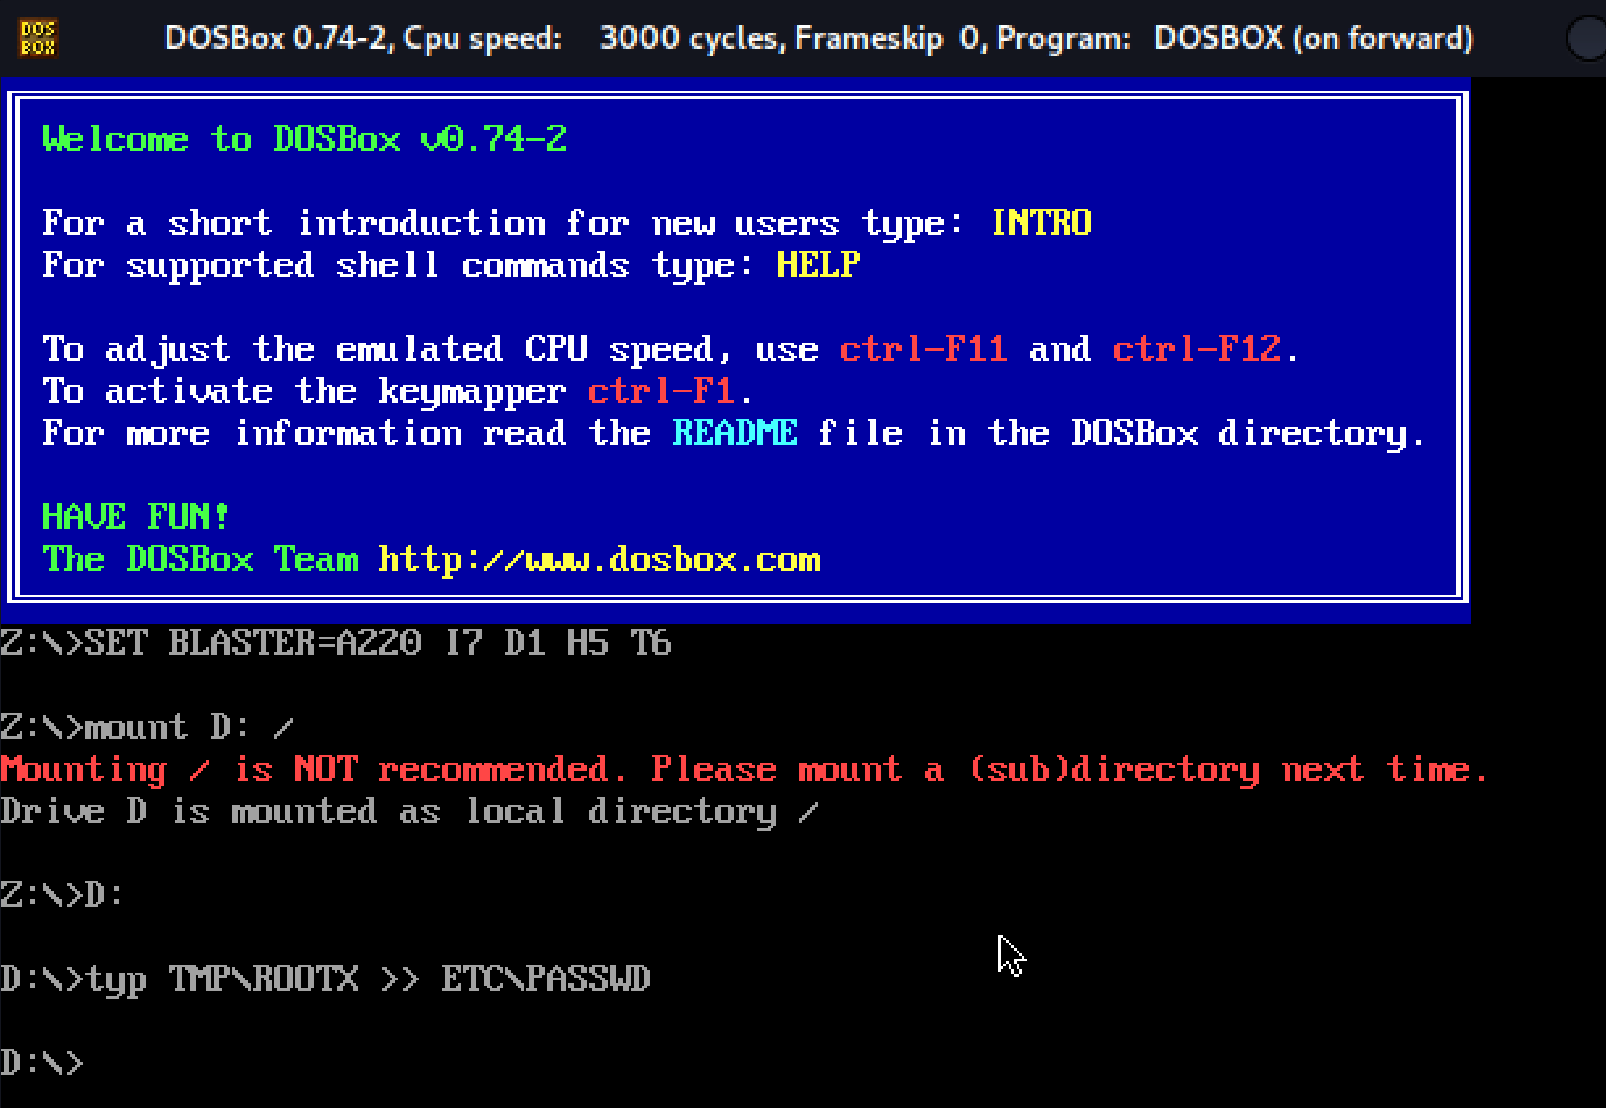 DOS
BOX
DOSBox 0.74-2, Cpu speed:    3000 cycles, Frameskip  0, Program:   DOSBOX (on forward)
Welcome to DOSBox v0.74-2
For a short introduction for new users type: INTRO
For supported shell commands type: HELP
To adjust the emulated CPU speed, use ctrl-F11 and ctrl-F12.
To activate the keymapper ctrl-F1.
For more information read the README file in the DOSBox directory.
HAVE FUN!
The DOSBox Team http://www.dosbox.com
Z:\>SET BLASTER=A220 I7 D1 H5 T6
Z:\>mount D: /
Mounting / is NOT recommended. Please mount a (sub)directory next time.
Drive D is mounted as local directory /
Z:\>D:
D:\>typ TMP\ROOTX >> ETC\PASSWD
D:\>